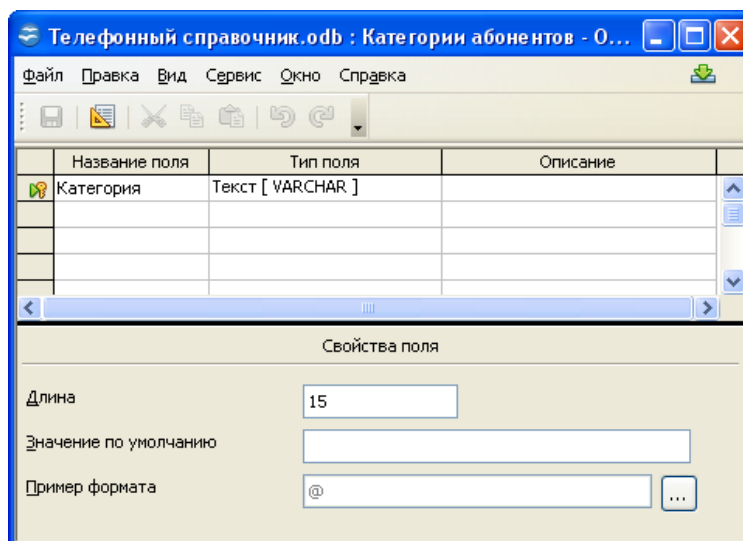 Телефонный справочник.odb : Категории абонентов - О...
Файл Правка Вид Сервис Окно Справка
Название поля Тип поля Описание
Категория Текст [ VARCHAR ]
Свойства поля
Длина 15
Значение по умолчанию
Пример формата @ ...